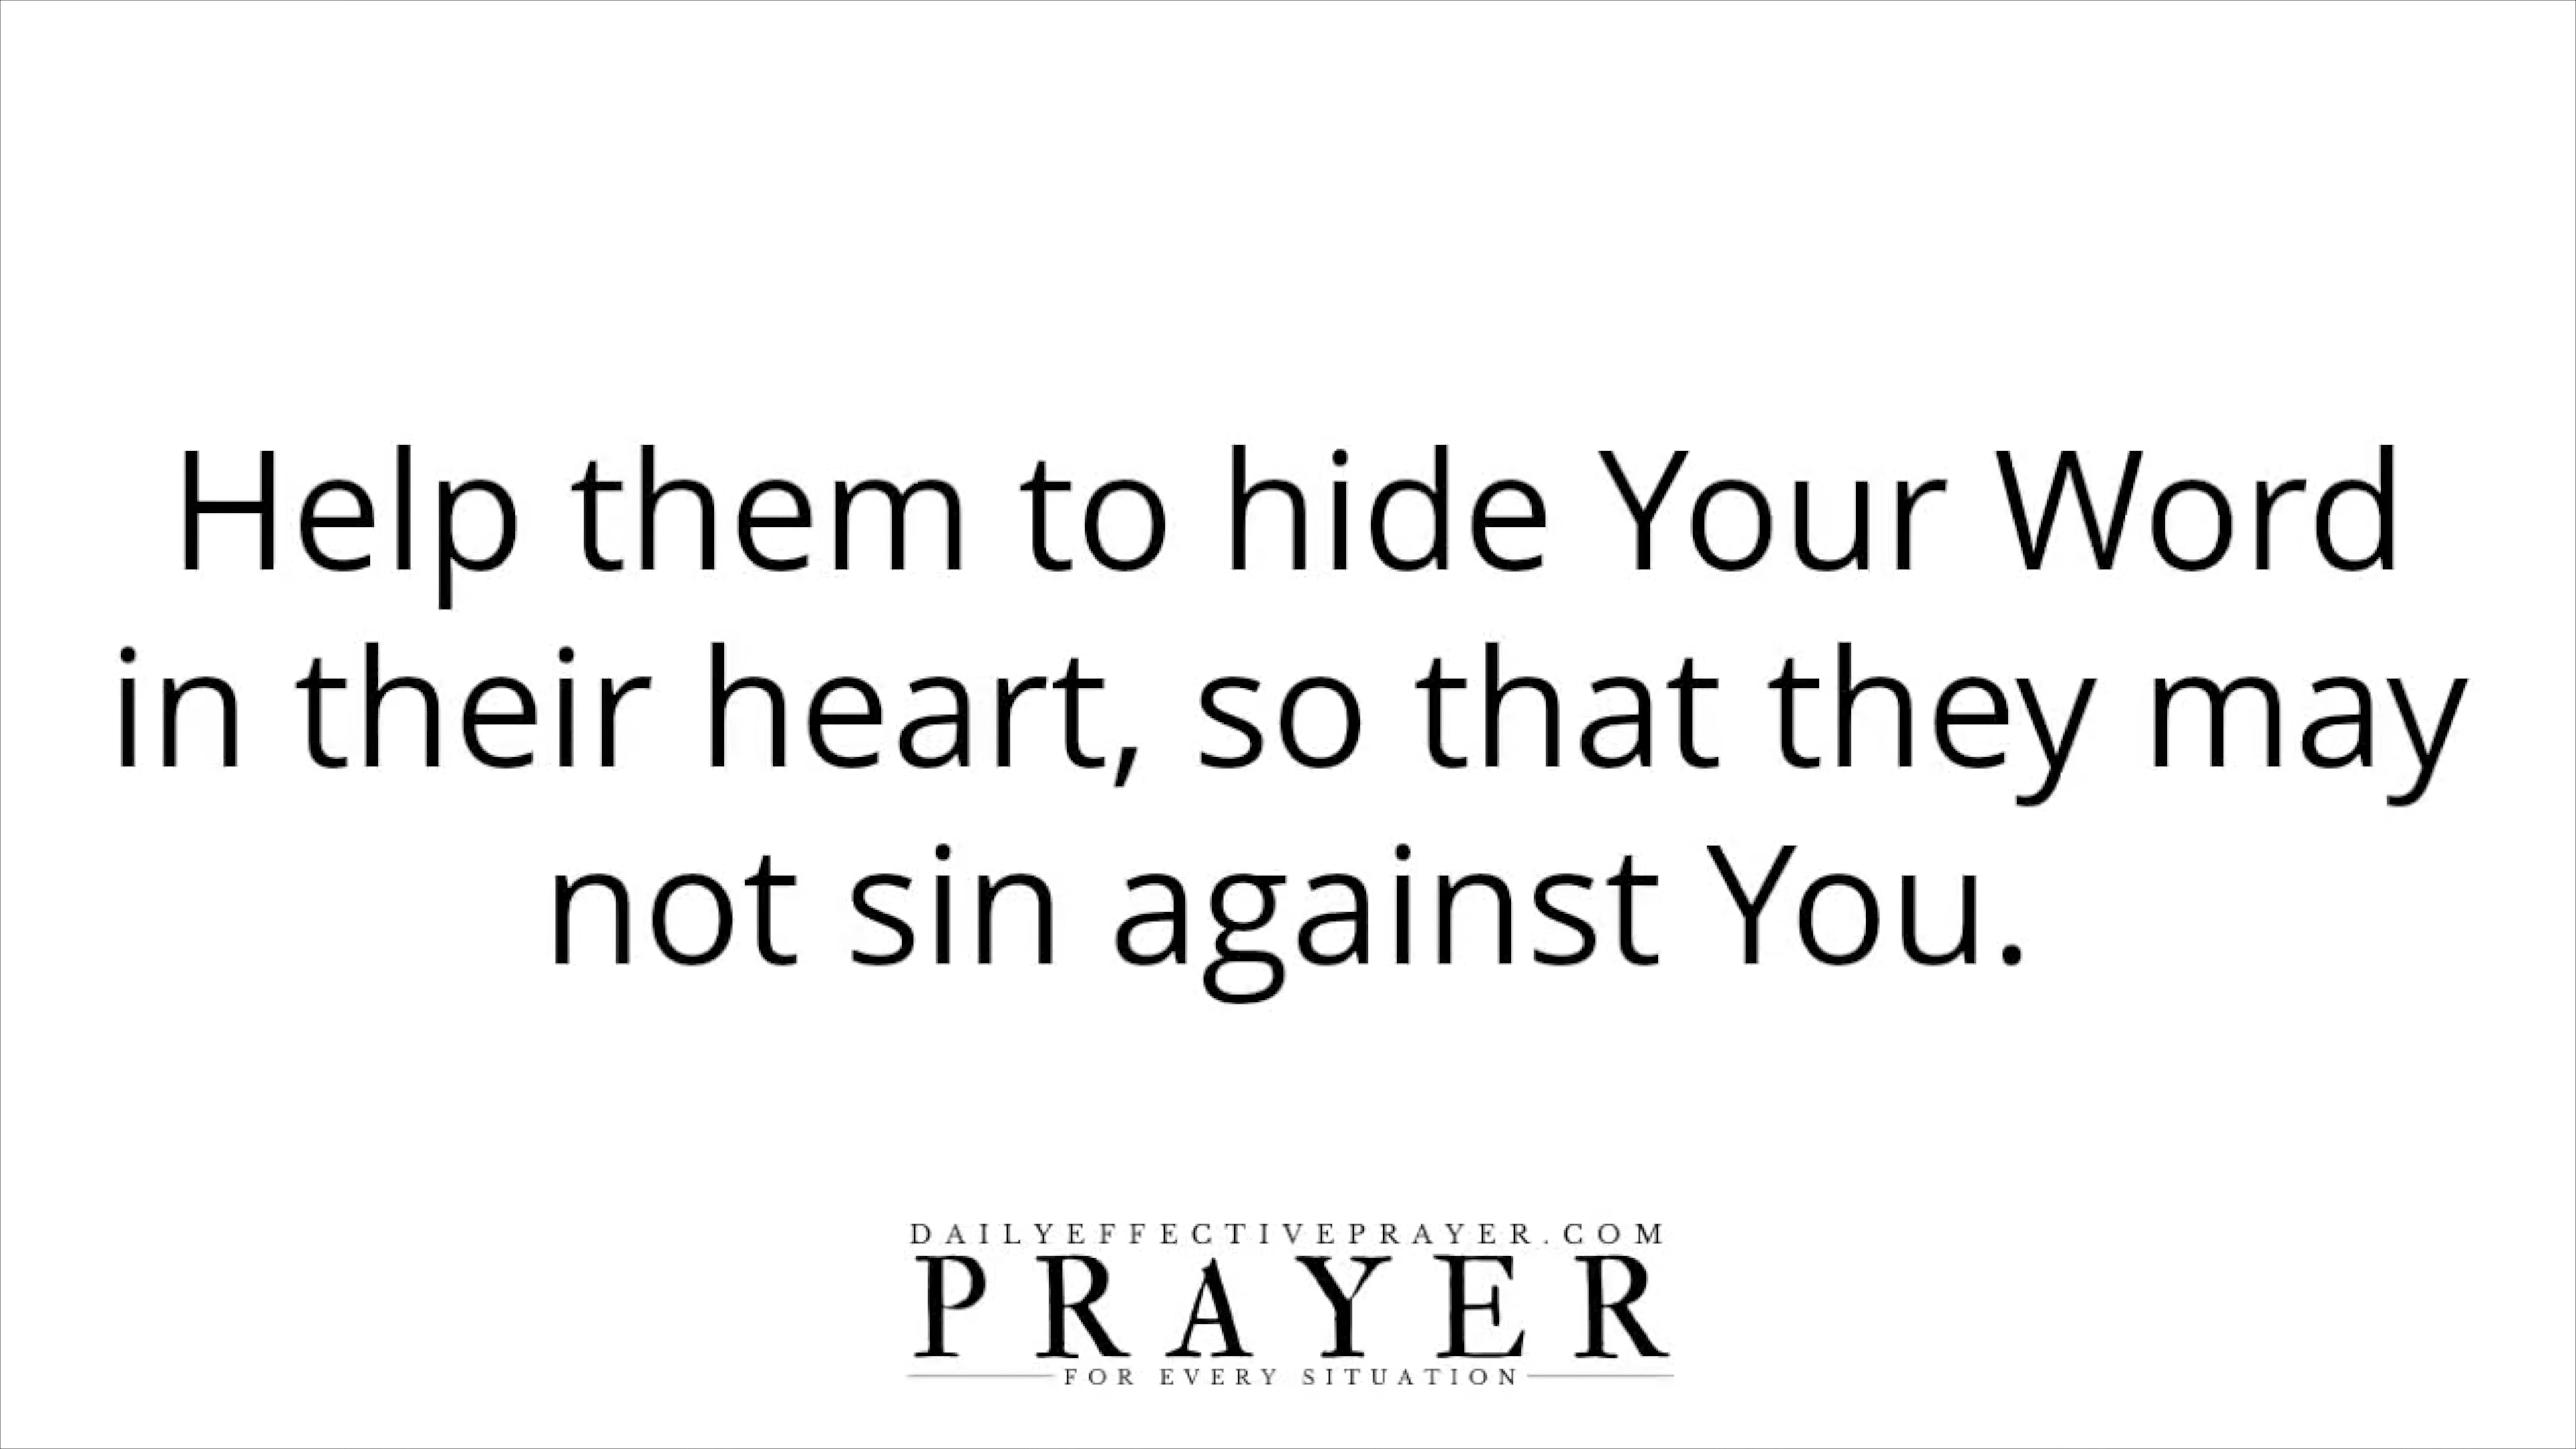 Help them to hide Your Word
in their heart, so that they may
not sin against You.
DAILYEFFECTIVEPRAYER.COM
PRAYER
FOR EVERY SITUATION